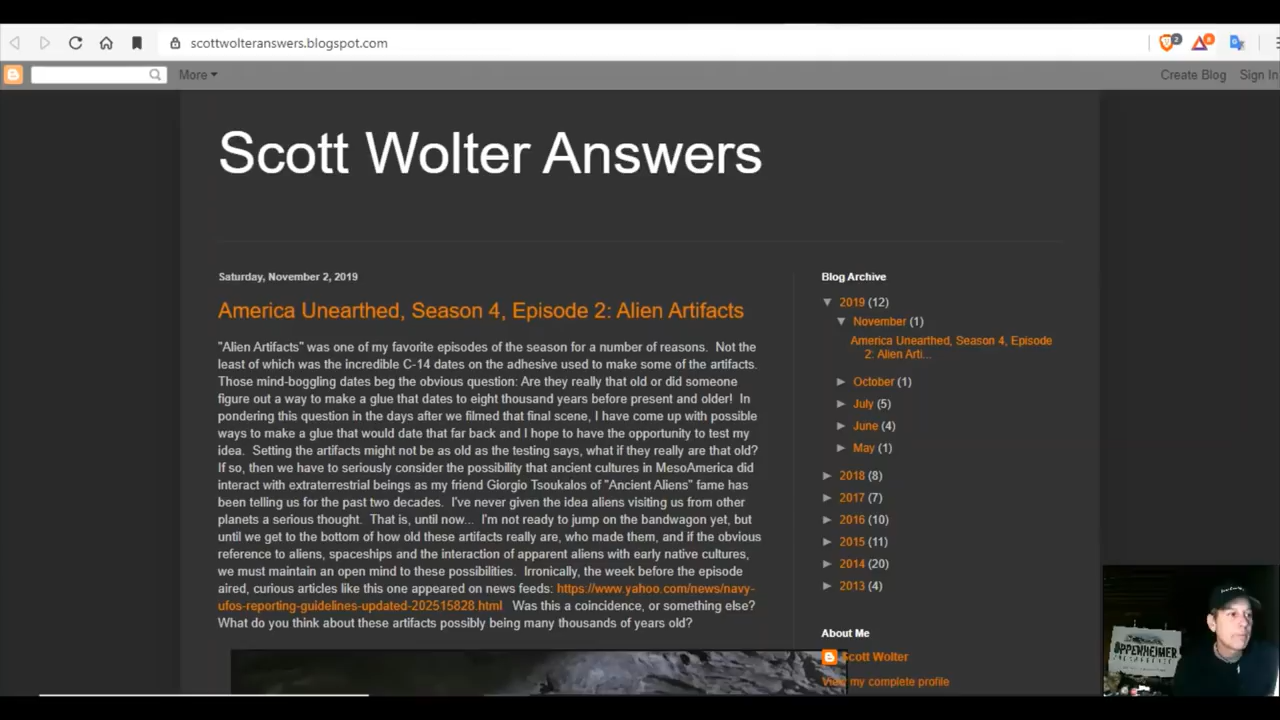 scottwolteranswers.blogspot.com
2
8
More
Create Blog
Sign In
Scott Wolter Answers
Saturday, November 2, 2019
America Unearthed, Season 4, Episode 2: Alien Artifacts
"Alien Artifacts" was one of my favorite episodes of the season for a number of reasons. Not the
least of which was the incredible C-14 dates on the adhesive used to make some of the artifacts.
Those mind-boggling dates beg the obvious question: Are they really that old or did someone
figure out a way to make a glue that dates to eight thousand years before present and older! In
pondering this question in the days after we filmed that final scene, I have come up with possible
ways to make a glue that would date that far back and I hope to have the opportunity to test my
idea. Setting the artifacts might not be as old as the testing says, what if they really are that old?
If so, then we have to seriously consider the possibility that ancient cultures in MesoAmerica did
interact with extraterrestrial beings as my friend Giorgio Tsoukalos of "Ancient Aliens" fame has
been telling us for the past two decades. I've never given the idea aliens visiting us from other
planets a serious thought. That is, until now... I'm not ready to jump on the bandwagon yet, but
until we get to the bottom of how old these artifacts really are, who made them, and if the obvious
reference to aliens, spaceships and the interaction of apparent aliens with early native cultures,
we must maintain an open mind to these possibilities. Irronically, the week before the episode
aired, curious articles like this one appeared on news feeds: https://www.yahoo.com/news/navy-
ufos-reporting-guidelines-updated-202515828.html Was this a coincidence, or something else?
What do you think about these artifacts possibly being many thousands of years old?
Blog Archive
▼ 2019 (12)
▼ November (1)
America Unearthed, Season 4, Episode
2: Alien Arti...
► October (1)
► July (5)
► June (4)
► May (1)
► 2018 (8)
► 2017 (7)
► 2016 (10)
► 2015 (11)
► 2014 (20)
► 2013 (4)
About Me
Scott Wolter
View my complete profile
OPPENHEIMER